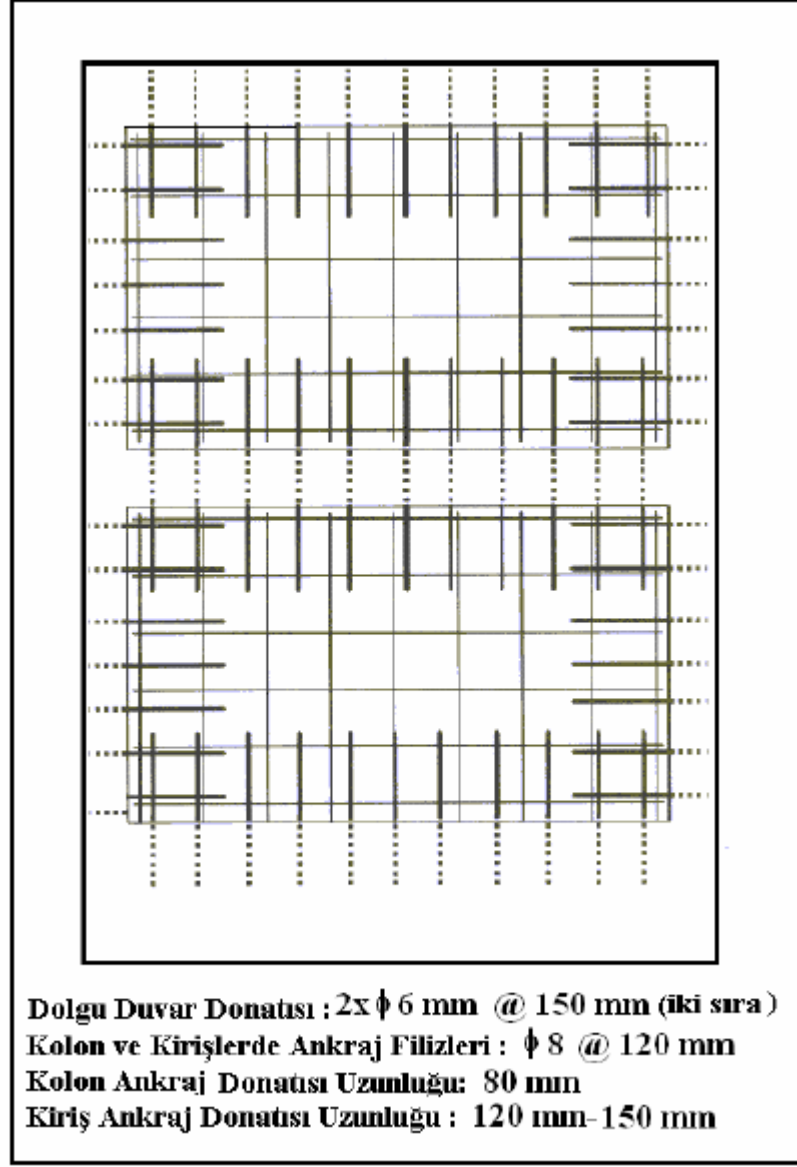 Dolgu Duvar Donatısı : 2x ϕ 6 mm @ 150 mm (iki sıra)
Kolon ve Kirişlerde Ankraj Filizleri : ϕ 8 @ 120 mm
Kolon Ankraj Donatısı Uzunluğu: 80 mm
Kiriş Ankraj Donatısı Uzunluğu : 120 mm-150 mm